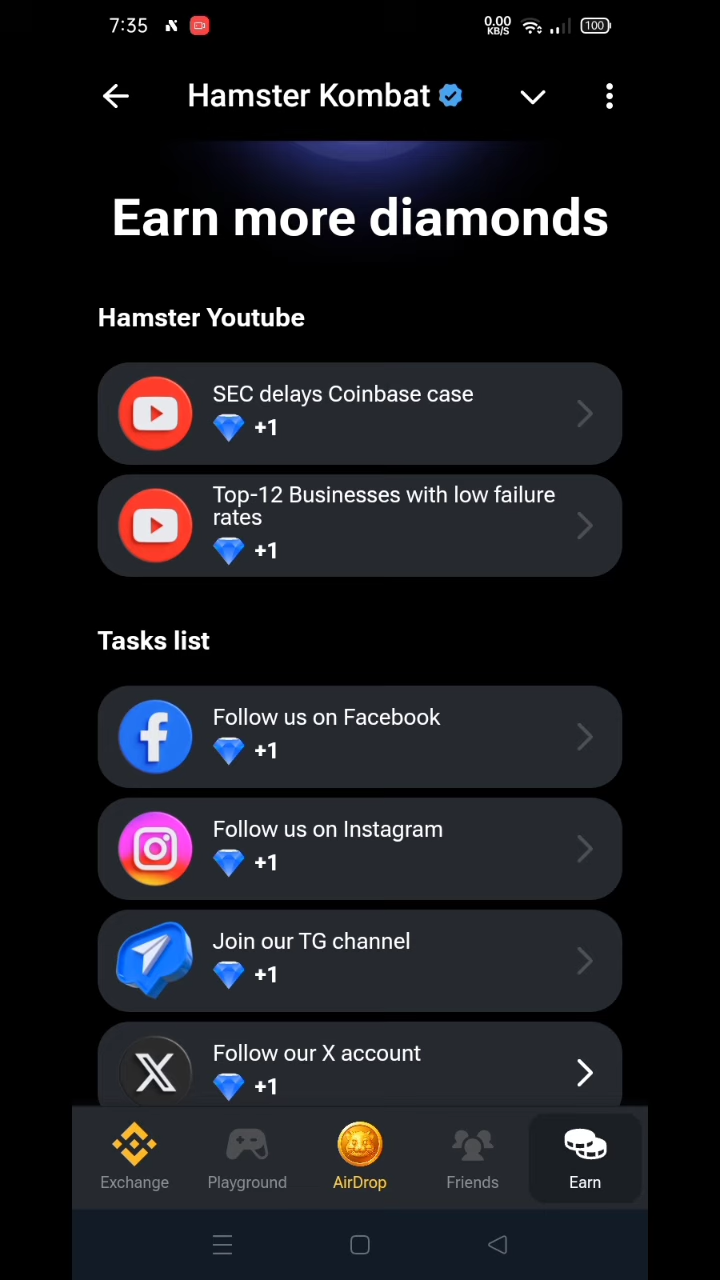 7:35
0.00
KB/S
100
Hamster Kombat
Earn more diamonds
Hamster Youtube
SEC delays Coinbase case
+1
Top-12 Businesses with low failure
rates
+1
Tasks list
Follow us on Facebook
+1
Follow us on Instagram
+1
Join our TG channel
+1
Follow our X account
+1
Exchange
Playground
AirDrop
Friends
Earn